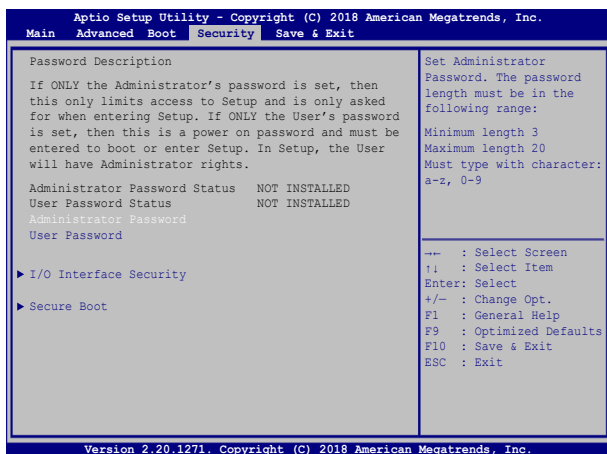 Aptio Setup Utility - Copyright (C) 2018 American Megatrends, Inc.
Main Advanced Boot Security Save & Exit
Password Description
If ONLY the Administrator's password is set, then
this only limits access to Setup and is only asked
for when entering Setup. If ONLY the User's password
is set, then this is a power on password and must be
entered to boot or enter Setup. In Setup, the User
will have Administrator rights.
Administrator Password Status NOT INSTALLED
User Password Status NOT INSTALLED
Administrator Password
User Password
▶ I/O Interface Security
▶ Secure Boot
Set Administrator
Password. The password
length must be in the
following range:
Minimum length 3
Maximum length 20
Must type with character:
a-z, 0-9
→← : Select Screen
↑↓ : Select Item
Enter: Select
+/— : Change Opt.
F1 : General Help
F9 : Optimized Defaults
F10 : Save & Exit
ESC : Exit
Version 2.20.1271. Copyright (C) 2018 American Megatrends, Inc.